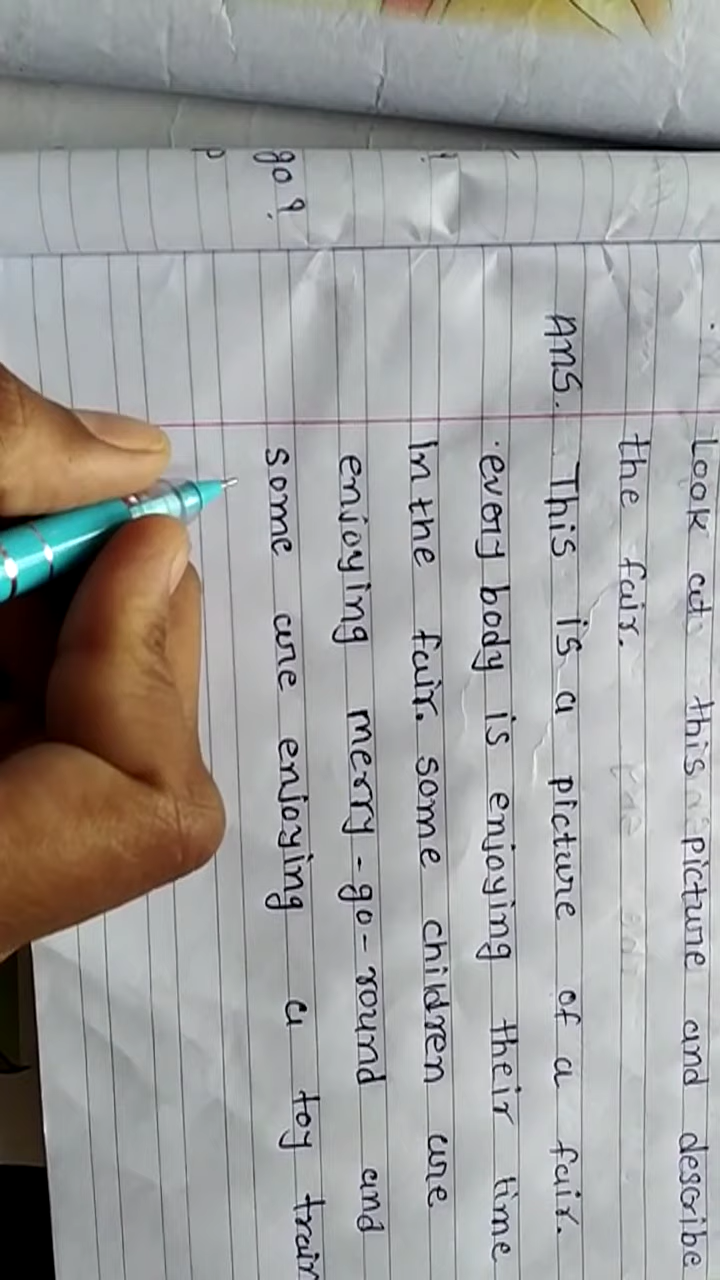 Look at this picture and describe
the fair.
Ans. This is a picture of a fair.
every body is enjoying their time
In the fair. some children are
enjoying merry-go-round and
some are enjoying a toy train
go?